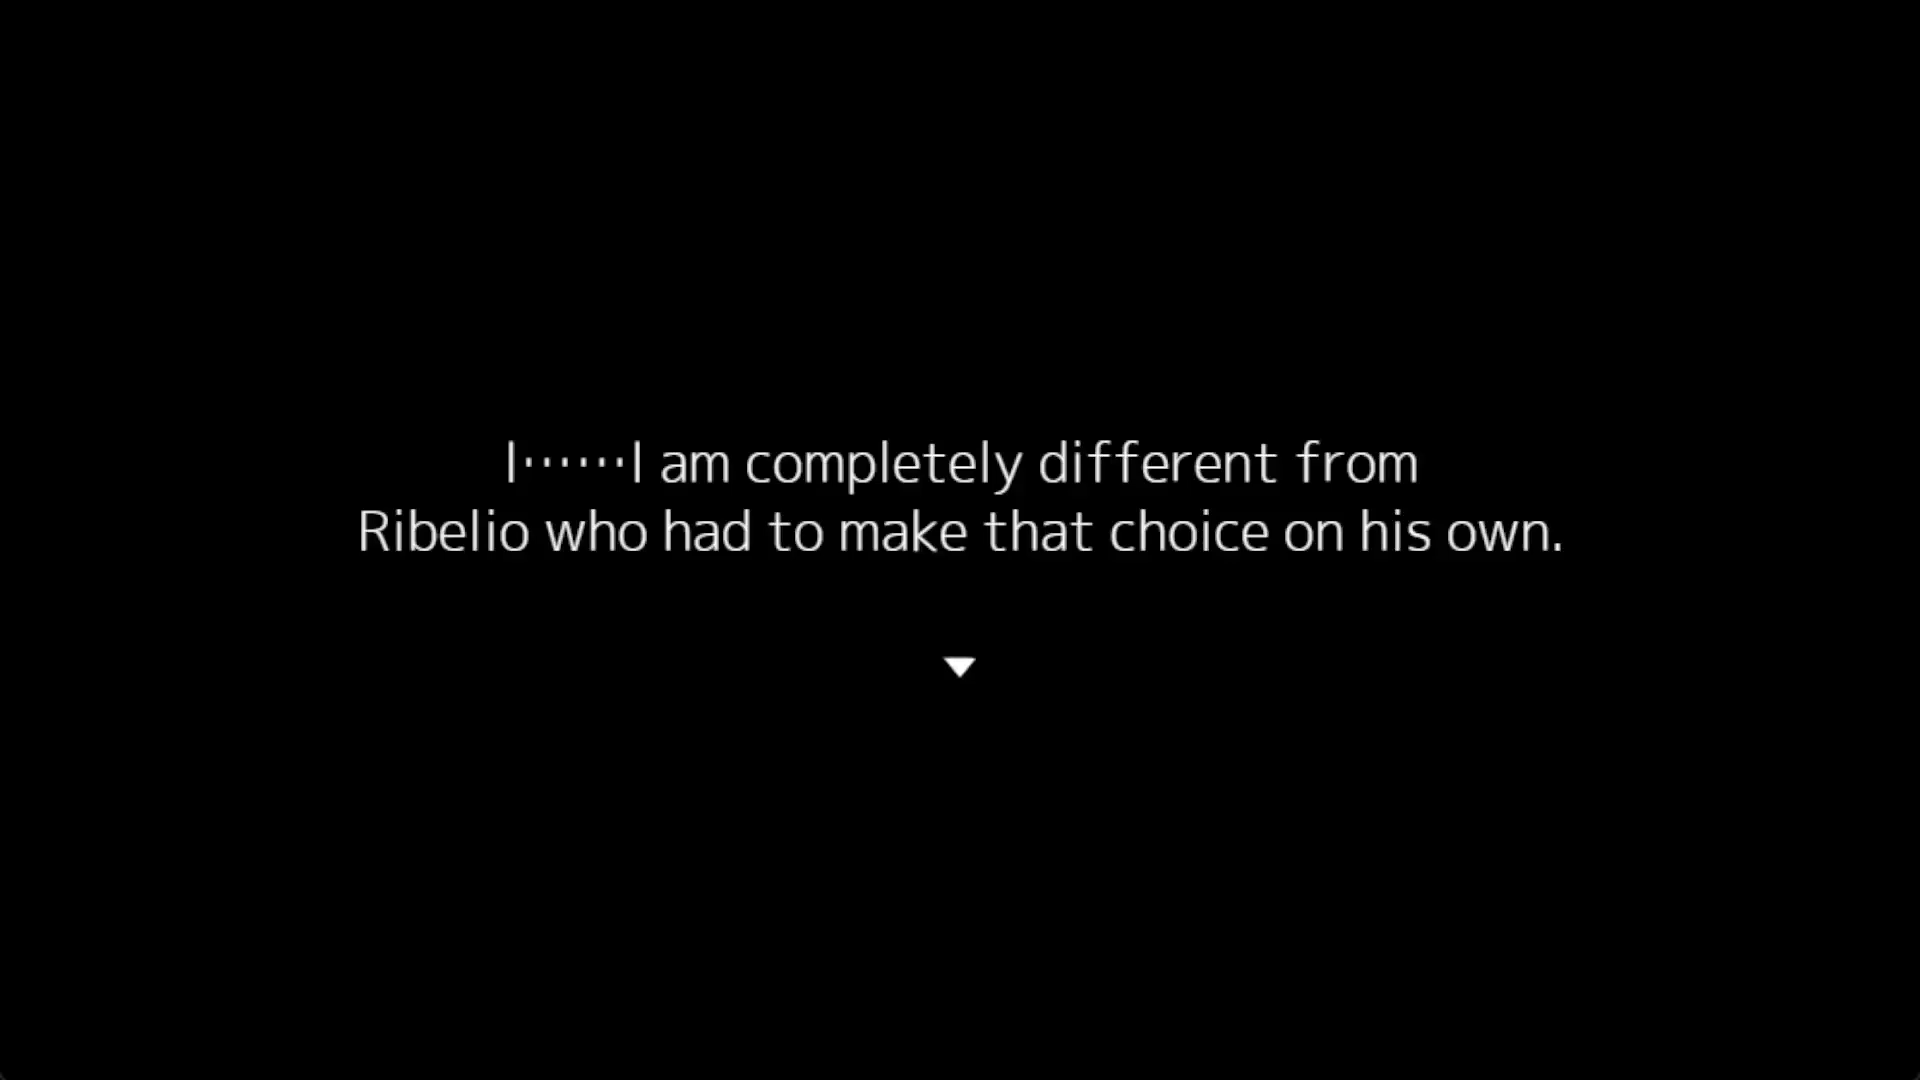 I……I am completely different from
Ribelio who had to make that choice on his own.